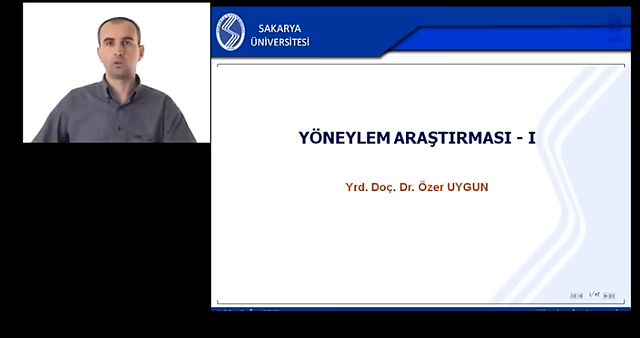 SAKARYA
ÜNİVERSİTESİ
YÖNEYLEM ARAŞTIRMASI - I
Yrd. Doç. Dr. Özer UYGUN